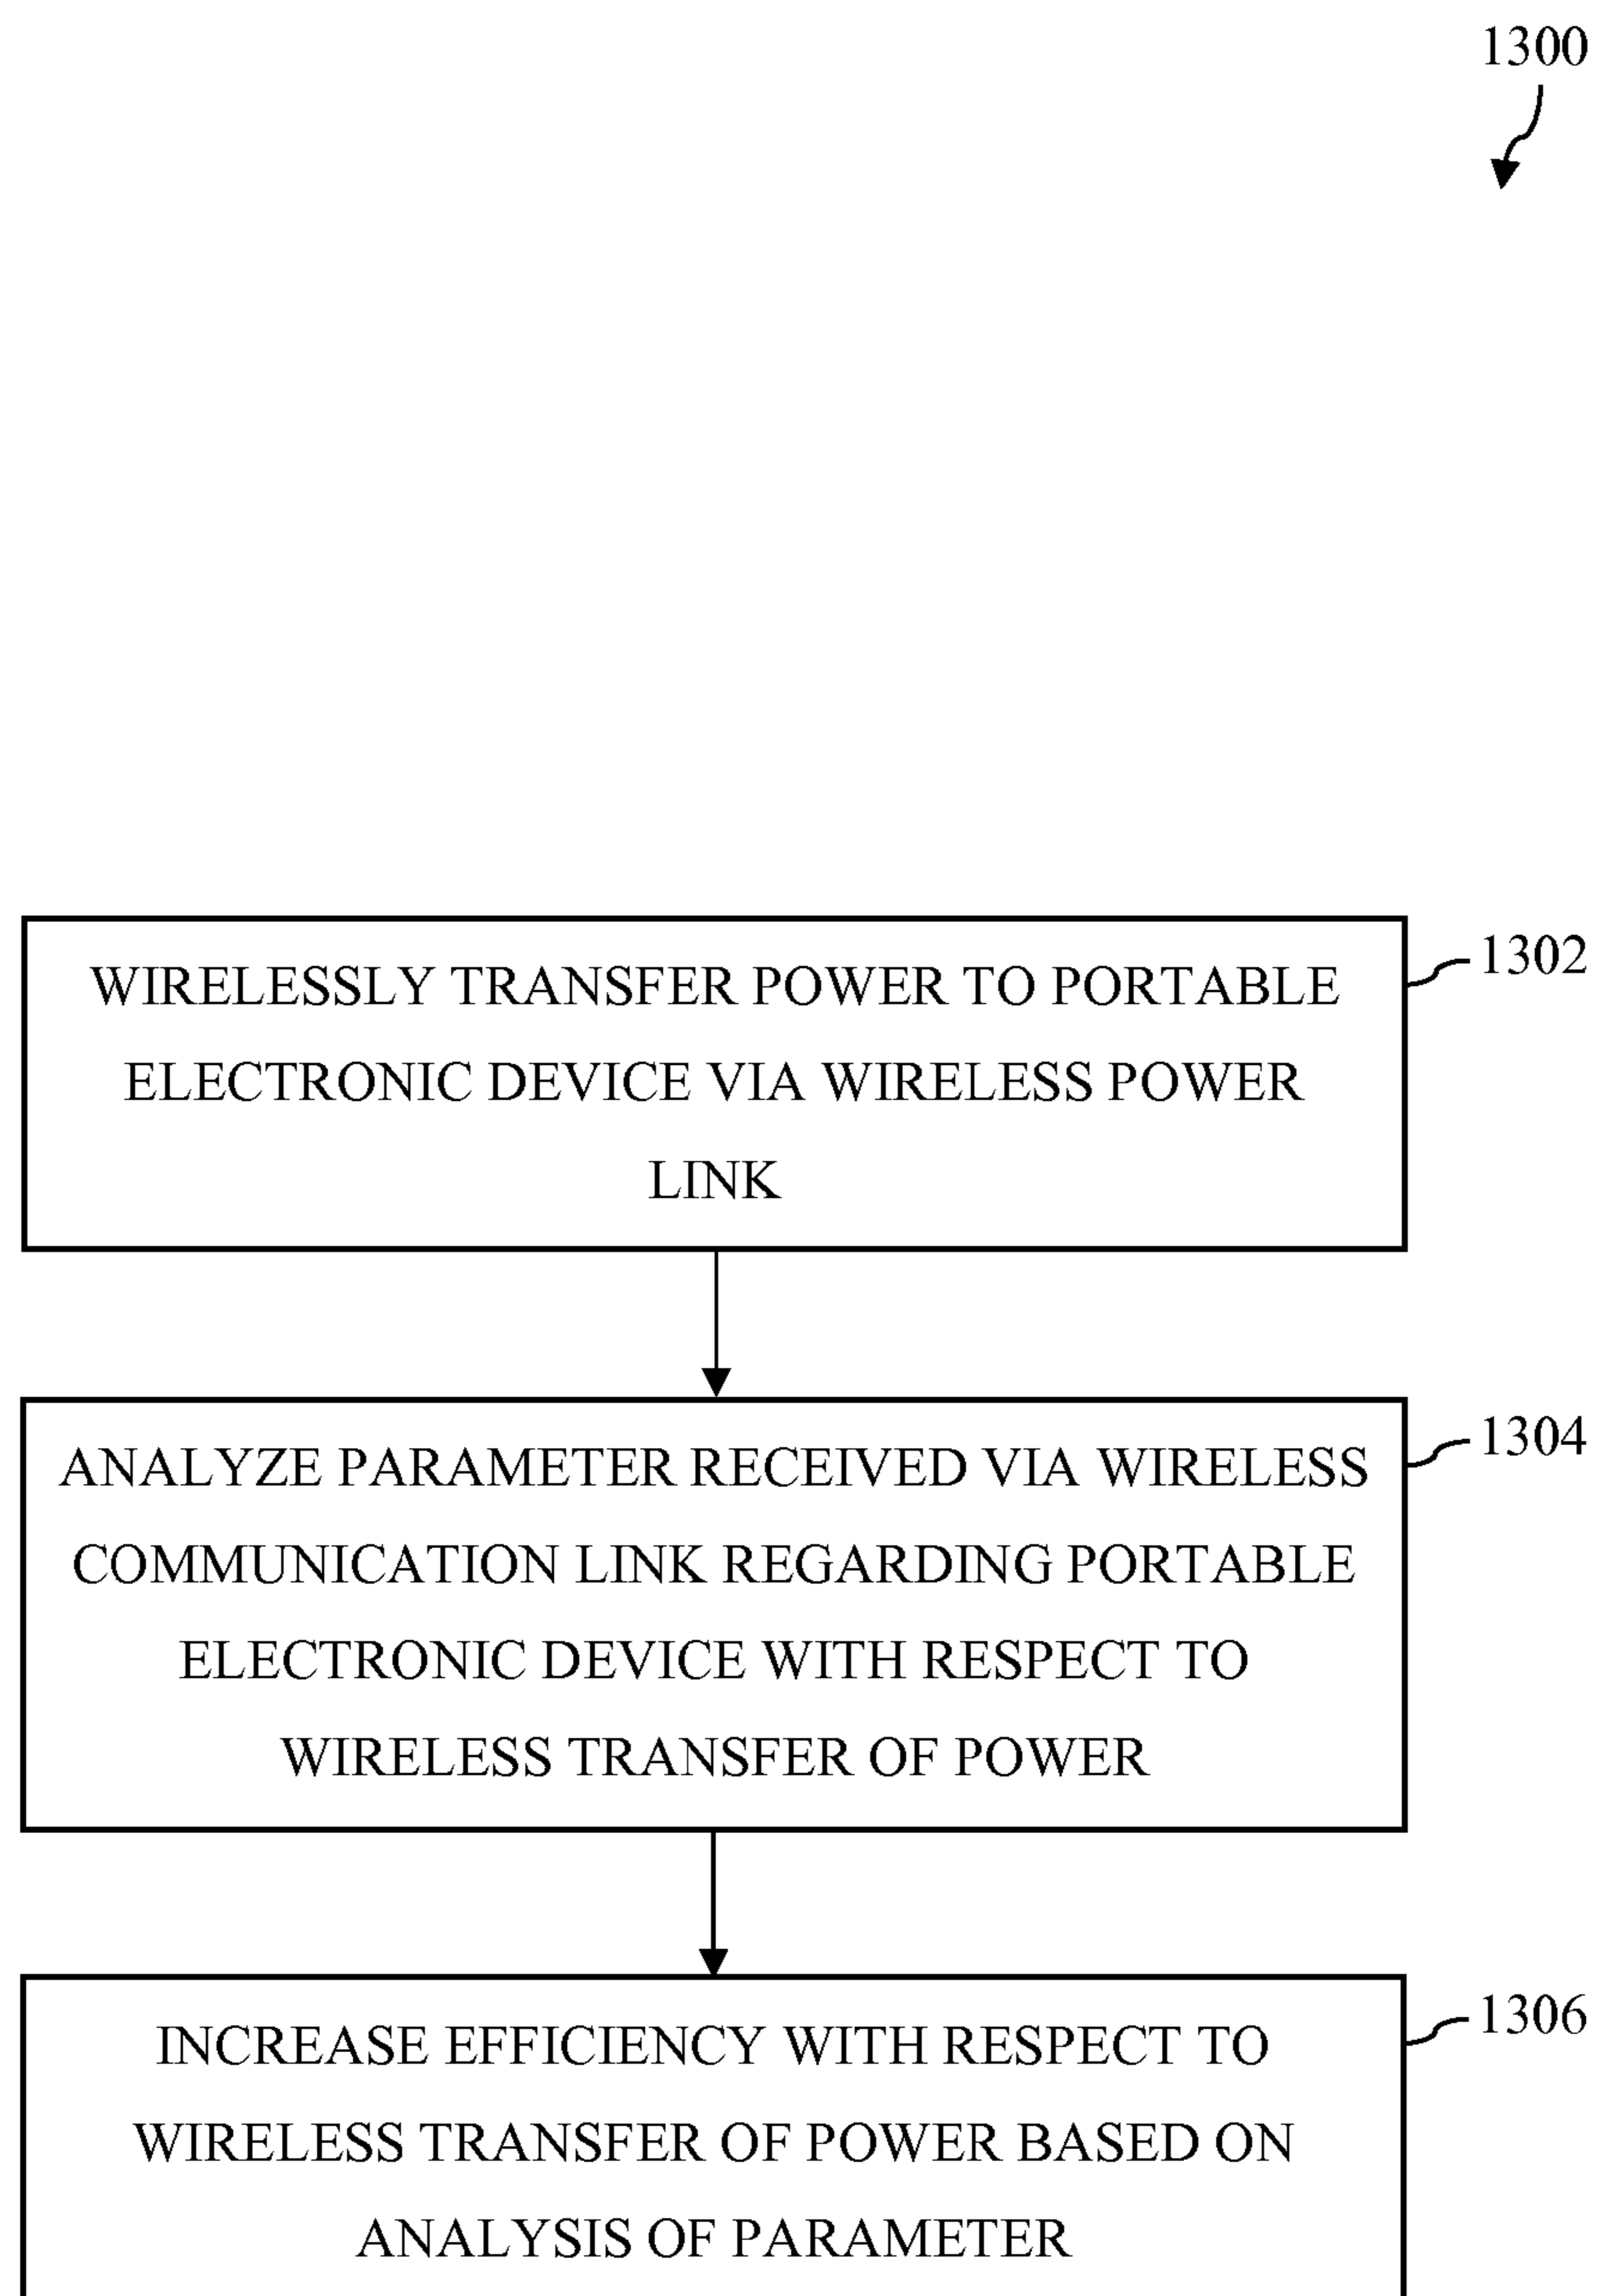 1300
WIRELESSLY TRANSFER POWER TO PORTABLE
ELECTRONIC DEVICE VIA WIRELESS POWER
LINK
1302
ANALYZE PARAMETER RECEIVED VIA WIRELESS
COMMUNICATION LINK REGARDING PORTABLE
ELECTRONIC DEVICE WITH RESPECT TO
WIRELESS TRANSFER OF POWER
1304
INCREASE EFFICIENCY WITH RESPECT TO
WIRELESS TRANSFER OF POWER BASED ON
ANALYSIS OF PARAMETER
1306